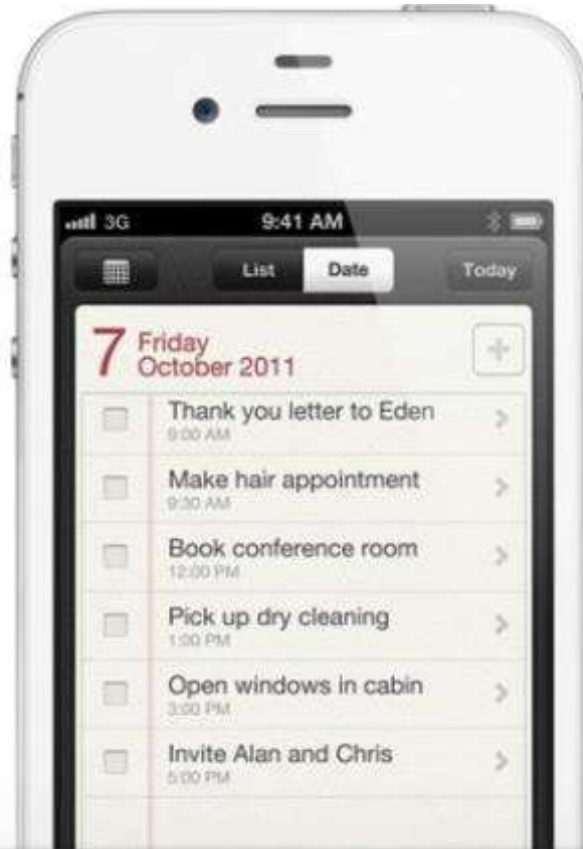 3G 9:41 AM
List Date Today
7 Friday
October 2011
Thank you letter to Eden
9:00 AM
Make hair appointment
9:30 AM
Book conference room
12:00 PM
Pick up dry cleaning
1:00 PM
Open windows in cabin
3:00 PM
Invite Alan and Chris
5:00 PM